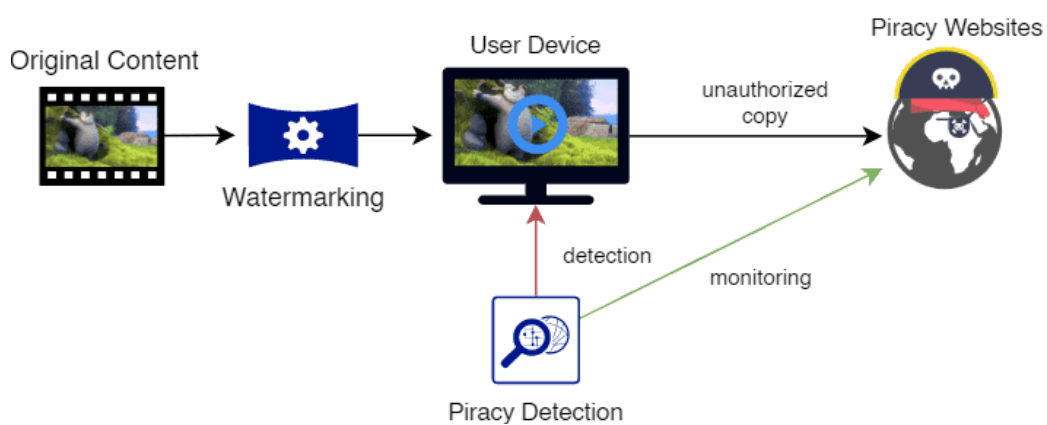 Original Content
Watermarking
User Device
unauthorized
copy
Piracy Websites
detection
monitoring
Piracy Detection